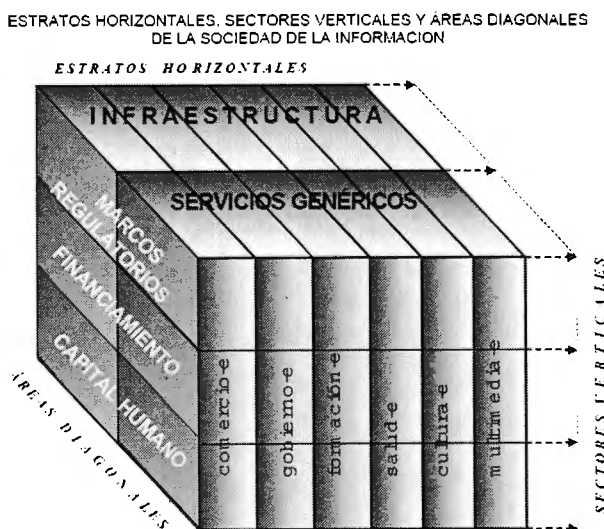 ESTRATOS HORIZONTALES, SECTORES VERTICALES Y ÁREAS DIAGONALES
DE LA SOCIEDAD DE LA INFORMACION
ESTRATOS HORIZONTALES
INFRAESTRUCTURA
SERVICIOS GENÉRICOS
MARCOS
REGULATORIOS
FINANCIAMIENTO
CAPITAL HUMANO
ÁREAS DIAGONALES
comercio-e
gobierno-e
formación-e
salud-e
cultura-e
multimedia-e
SECTORES VERTICALES